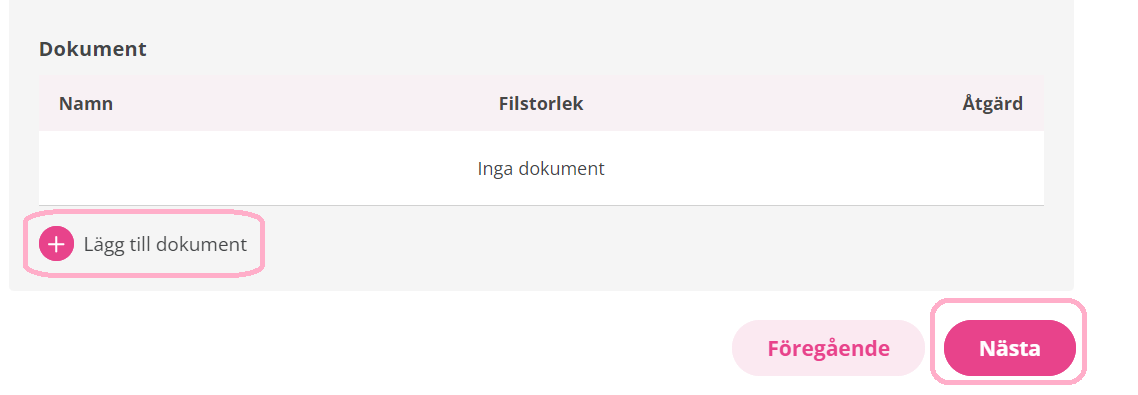 Dokument
Namn Filstorlek Åtgärd
Inga dokument
Lägg till dokument
Föregående Nästa